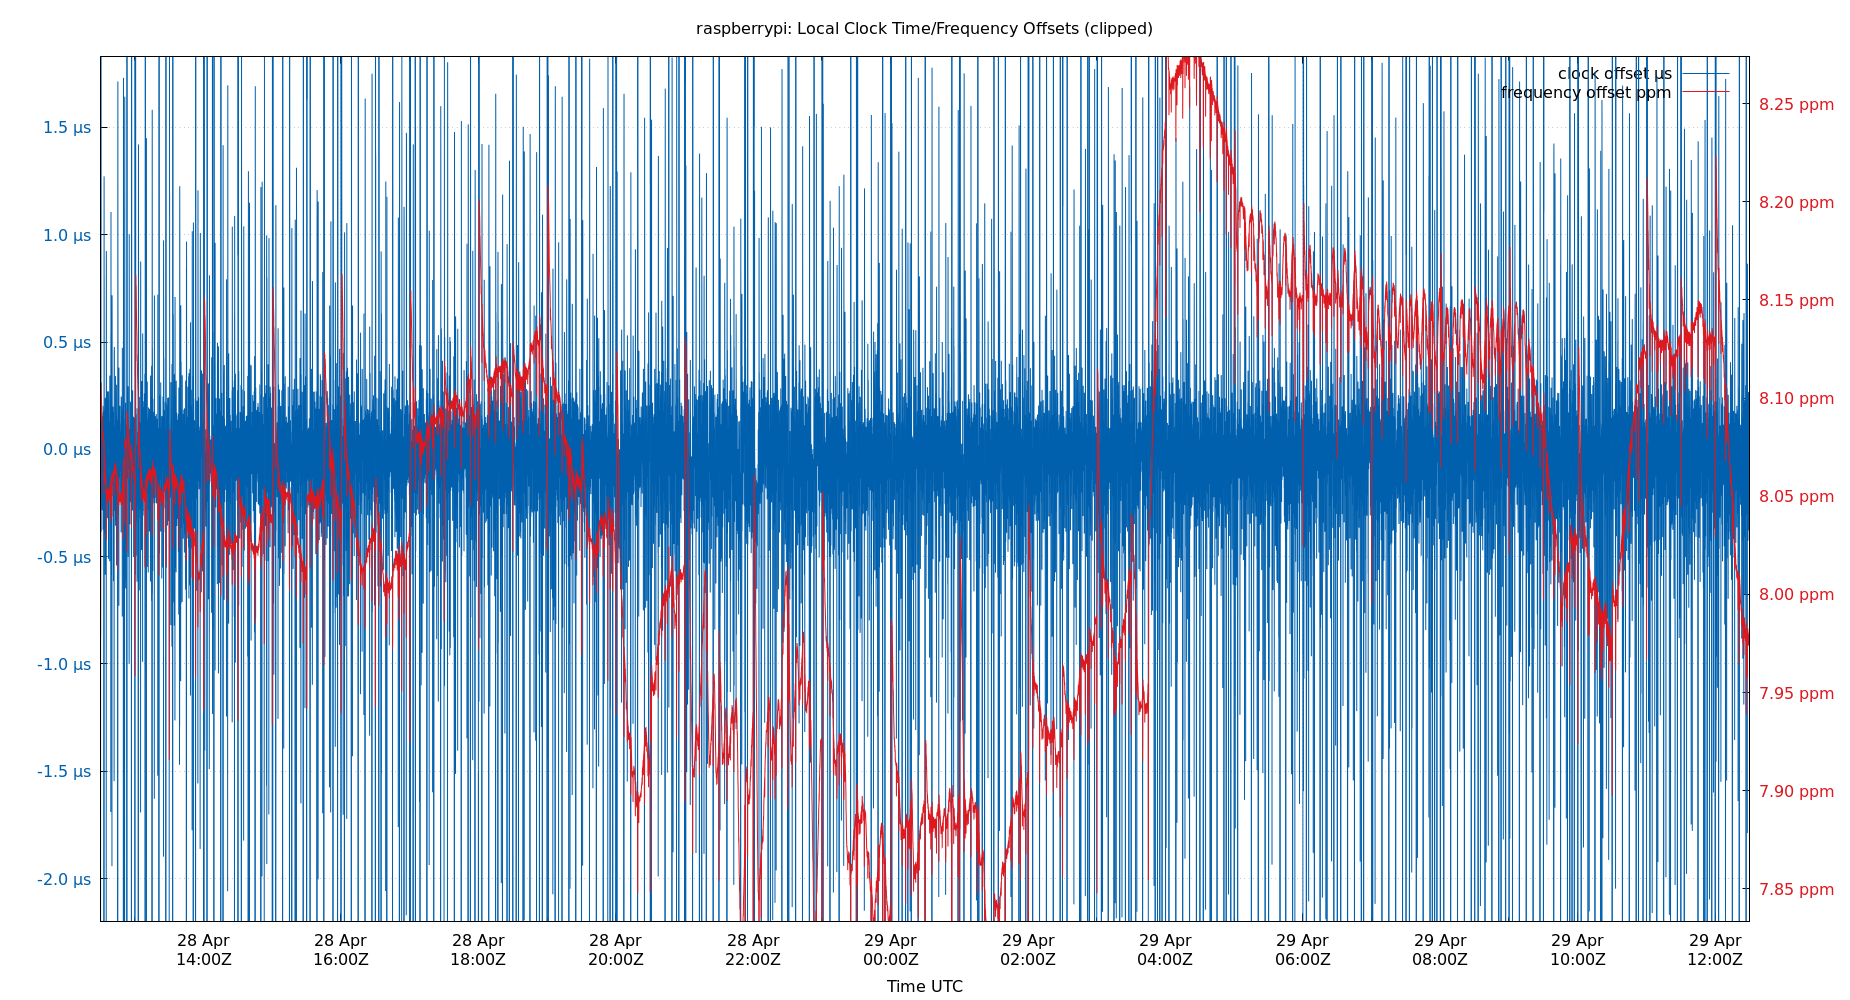 raspberrypi: Local Clock Time/Frequency Offsets (clipped)
clock offset µs
frequency offset ppm
1.5 µs
1.0 µs
0.5 µs
0.0 µs
-0.5 µs
-1.0 µs
-1.5 µs
-2.0 µs
8.25 ppm
8.20 ppm
8.15 ppm
8.10 ppm
8.05 ppm
8.00 ppm
7.95 ppm
7.90 ppm
7.85 ppm
28 Apr 28 Apr 28 Apr 28 Apr 28 Apr 29 Apr 29 Apr 29 Apr 29 Apr 29 Apr 29 Apr 29 Apr
14:00Z 16:00Z 18:00Z 20:00Z 22:00Z 00:00Z 02:00Z 04:00Z 06:00Z 08:00Z 10:00Z 12:00Z
Time UTC